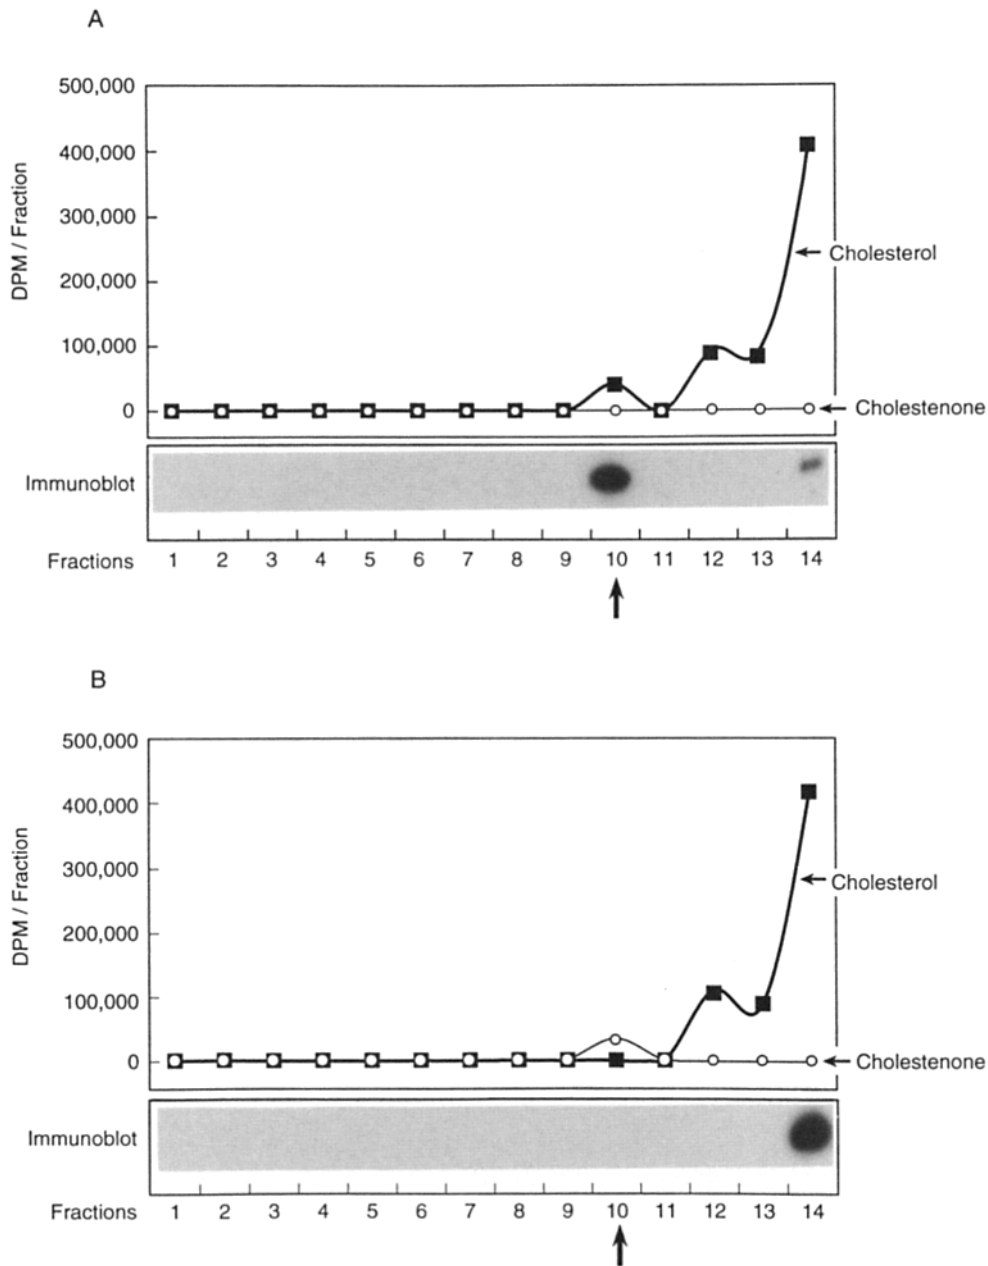 A
500,000
400,000
300,000
200,000
100,000
0
DPM / Fraction
Cholesterol
Cholestenone
Immunoblot
Fractions 1 2 3 4 5 6 7 8 9 10 11 12 13 14
B
500,000
400,000
300,000
200,000
100,000
0
DPM / Fraction
Cholesterol
Cholestenone
Immunoblot
Fractions 1 2 3 4 5 6 7 8 9 10 11 12 13 14